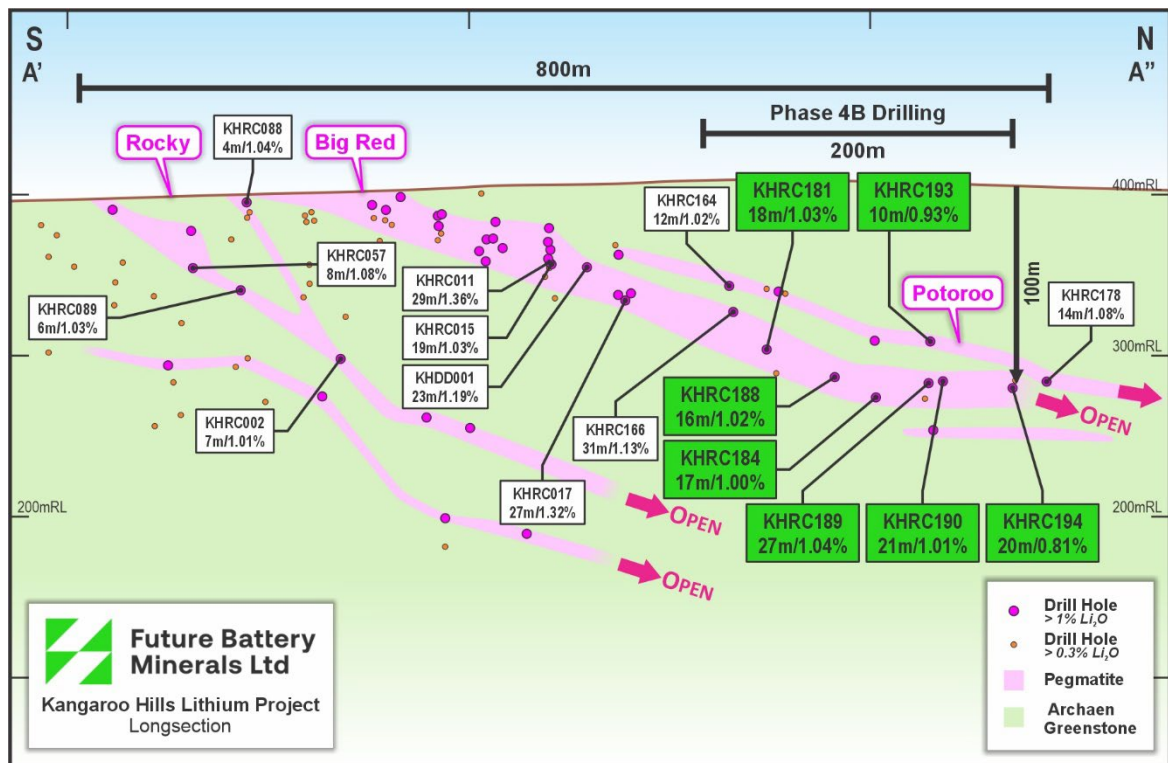 S
A’
N
A”
800m
Phase 4B Drilling
200m
Rocky
KHRC088
4m/1.04%
Big Red
KHRC164
12m/1.02%
KHRC181
18m/1.03%
KHRC193
10m/0.93%
400mRL
KHRC057
8m/1.08%
KHRC089
6m/1.03%
KHRC011
29m/1.36%
KHRC015
19m/1.03%
KHDD001
23m/1.19%
Potoroo
100m
KHRC178
14m/1.08%
300mRL
KHRC002
7m/1.01%
KHRC166
31m/1.13%
KHRC188
16m/1.02%
KHRC184
17m/1.00%
OPEN
KHRC017
27m/1.32%
200mRL
200mRL
KHRC189
27m/1.04%
KHRC190
21m/1.01%
KHRC194
20m/0.81%
OPEN
OPEN
Future Battery
Minerals Ltd
Kangaroo Hills Lithium Project
Longsection
Drill Hole
> 1% Li₂O
Drill Hole
> 0.3% Li₂O
Pegmatite
Archaen
Greenstone